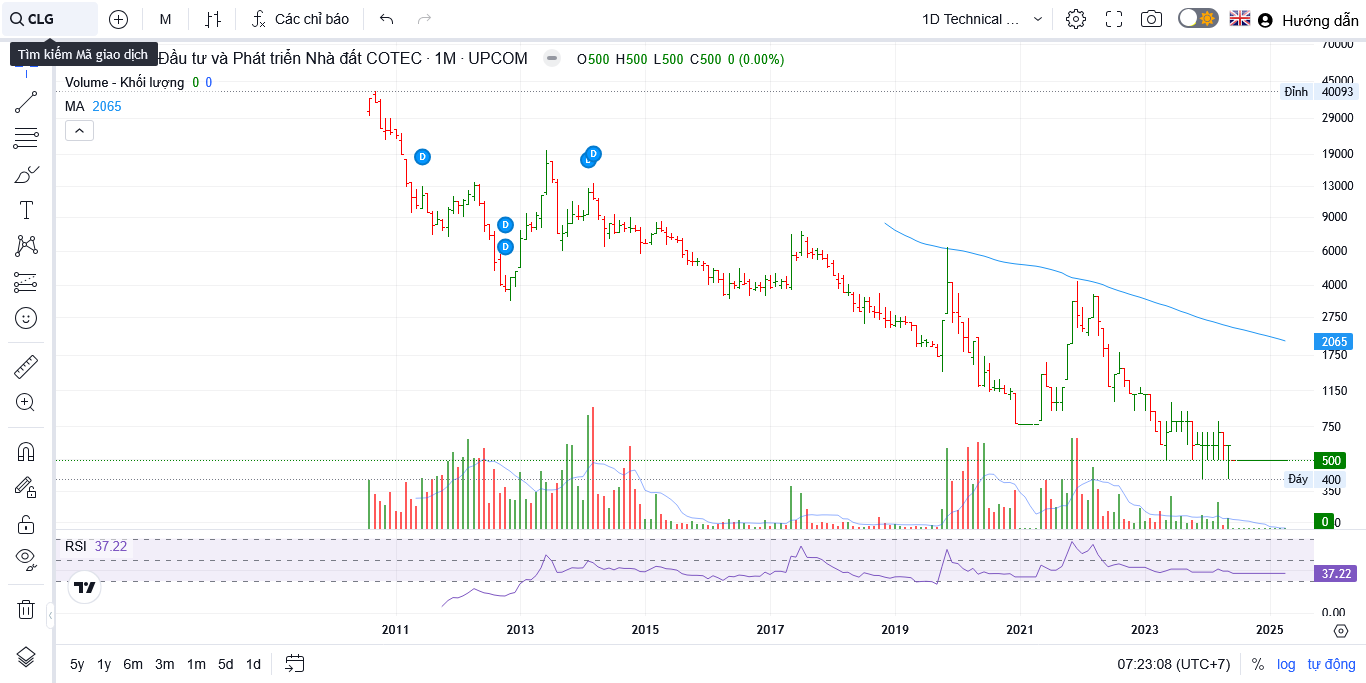 CLG
M
Các chỉ báo
1D Technical ...
Hướng dẫn
Tìm kiếm Mã giao dịch
Đầu tư và Phát triển Nhà đất COTEC · 1M · UPCOM
O500 H500 L500 C500 0 (0.00%)
Volume - Khối lượng 0 0
MA 2065
70000
45000
Đỉnh 40093
29000
19000
13000
9000
6000
4000
2750
2065
1750
1150
750
500
Đáy 400
350
0 0
D
D
D
D
L
RSI 37.22
37.22
0.00
2011 2013 2015 2017 2019 2021 2023 2025
5y 1y 6m 3m 1m 5d 1d
07:23:08 (UTC+7) % log tự động